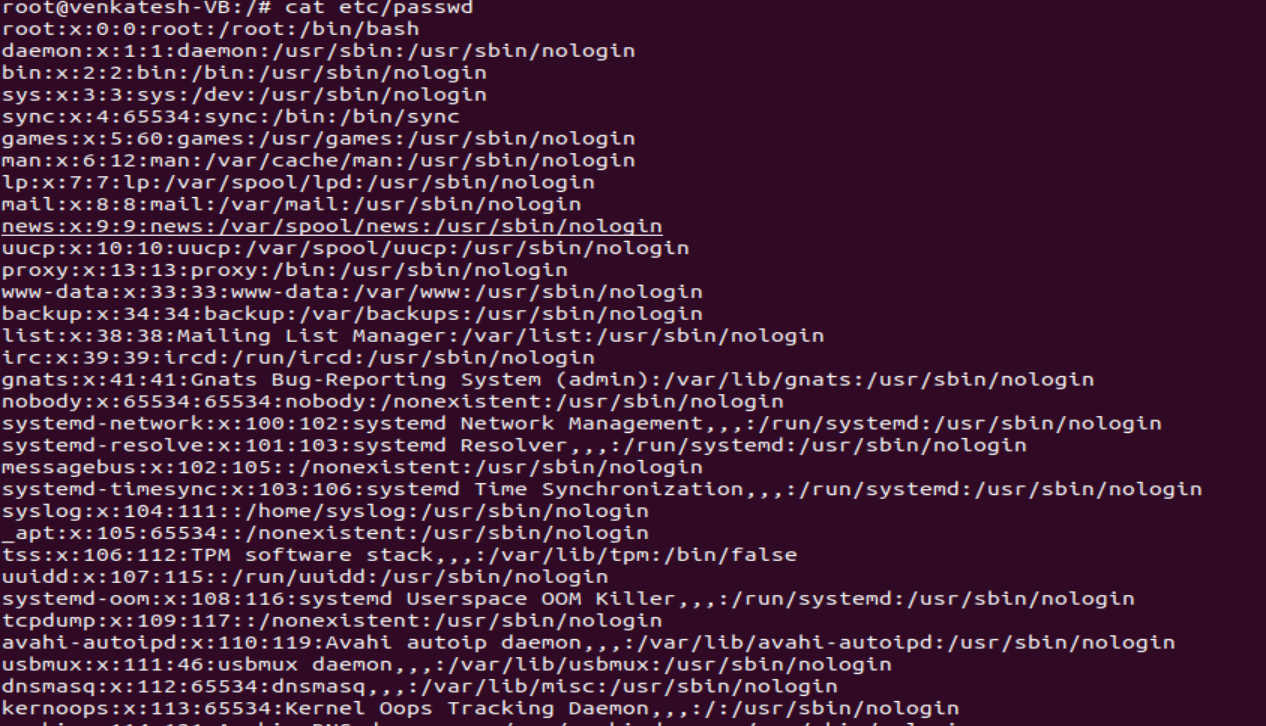 root@venkatesh-VB:/# cat etc/passwd
root:x:0:0:root:/root:/bin/bash
daemon:x:1:1:daemon:/usr/sbin:/usr/sbin/nologin
bin:x:2:2:bin:/bin:/usr/sbin/nologin
sys:x:3:3:sys:/dev:/usr/sbin/nologin
sync:x:4:65534:sync:/bin:/bin/sync
games:x:5:60:games:/usr/games:/usr/sbin/nologin
man:x:6:12:man:/var/cache/man:/usr/sbin/nologin
lp:x:7:7:lp:/var/spool/lpd:/usr/sbin/nologin
mail:x:8:8:mail:/var/mail:/usr/sbin/nologin
news:x:9:9:news:/var/spool/news:/usr/sbin/nologin
uucp:x:10:10:uucp:/var/spool/uucp:/usr/sbin/nologin
proxy:x:13:13:proxy:/bin:/usr/sbin/nologin
www-data:x:33:33:www-data:/var/www:/usr/sbin/nologin
backup:x:34:34:backup:/var/backups:/usr/sbin/nologin
list:x:38:38:Mailing List Manager:/var/list:/usr/sbin/nologin
irc:x:39:39:ircd:/run/ircd:/usr/sbin/nologin
gnats:x:41:41:Gnats Bug-Reporting System (admin):/var/lib/gnats:/usr/sbin/nologin
nobody:x:65534:65534:nobody:/nonexistent:/usr/sbin/nologin
systemd-network:x:100:102:systemd Network Management,,,:/run/systemd:/usr/sbin/nologin
systemd-resolve:x:101:103:systemd Resolver,,,:/run/systemd:/usr/sbin/nologin
messagebus:x:102:105::/nonexistent:/usr/sbin/nologin
systemd-timesync:x:103:106:systemd Time Synchronization,,,:/run/systemd:/usr/sbin/nologin
syslog:x:104:111::/home/syslog:/usr/sbin/nologin
_apt:x:105:65534::/nonexistent:/usr/sbin/nologin
tss:x:106:112:TPM software stack,,,:/var/lib/tpm:/bin/false
uuidd:x:107:115::/run/uuidd:/usr/sbin/nologin
systemd-oom:x:108:116:systemd Userspace OOM Killer,,,:/run/systemd:/usr/sbin/nologin
tcpdump:x:109:117::/nonexistent:/usr/sbin/nologin
avahi-autoipd:x:110:119:Avahi autoip daemon,,,:/var/lib/avahi-autoipd:/usr/sbin/nologin
usbmux:x:111:46:usbmux daemon,,,:/var/lib/usbmux:/usr/sbin/nologin
dnsmasq:x:112:65534:dnsmasq,,,:/var/lib/misc:/usr/sbin/nologin
kernoops:x:113:65534:Kernel Oops Tracking Daemon,,,:/:/usr/sbin/nologin